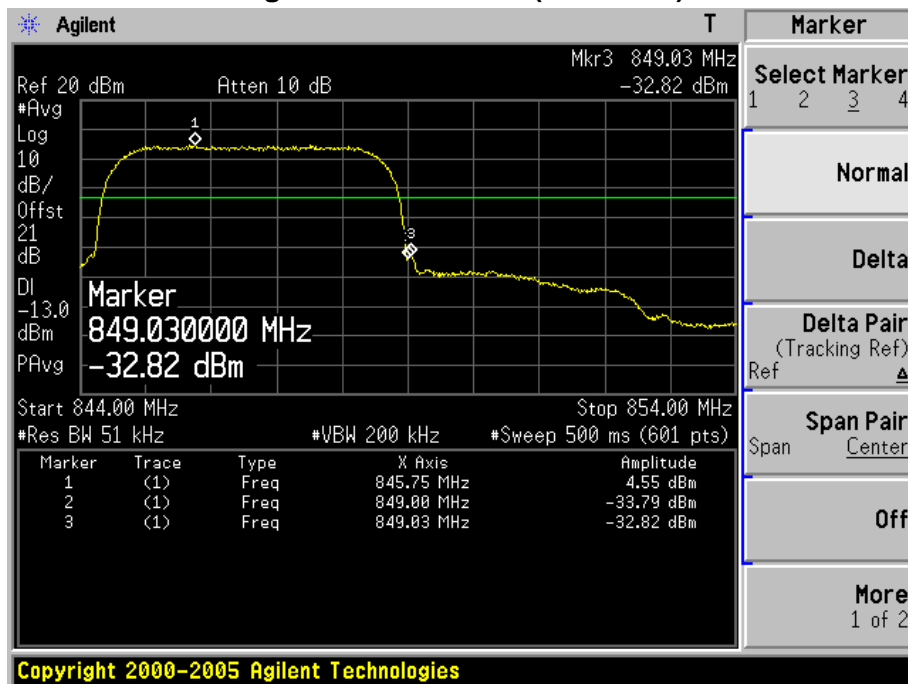 Agilent T
Mkr3 849.03 MHz
Ref 20 dBm Atten 10 dB -32.82 dBm
#Avg
Log
10
dB/
Offst
21
dB
DI
-13.0
dBm
PAvg
1
3
Marker
849.030000 MHz
-32.82 dBm
Start 844.00 MHz Stop 854.00 MHz
#Res BW 51 kHz #VBW 200 kHz #Sweep 500 ms (601 pts)
Marker Trace Type X Axis Amplitude
1 (1) Freq 845.75 MHz 4.55 dBm
2 (1) Freq 849.00 MHz -33.79 dBm
3 (1) Freq 849.03 MHz -32.82 dBm
Copyright 2000-2005 Agilent Technologies
Marker
Select Marker
1 2 3 4
Normal
Delta
Delta Pair
(Tracking Ref)
Ref Δ
Span Pair
Span Center
Off
More
1 of 2